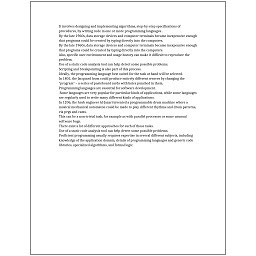 It involves designing and implementing algorithms, step-by-step specifications of
procedures, by writing code in one or more programming languages.
By the late 1960s, data storage devices and computer terminals became inexpensive enough
that programs could be created by typing directly into the computers.
By the late 1960s, data storage devices and computer terminals became inexpensive enough
that programs could be created by typing directly into the computers.
Also, specific user environment and usage history can make it difficult to reproduce the
problem.
Use of a static code analysis tool can help detect some possible problems.
Scripting and breakpointing is also part of this process.
Ideally, the programming language best suited for the task at hand will be selected.
In 1801, the Jacquard loom could produce entirely different weaves by changing the
"program" – a series of pasteboard cards with holes punched in them.
Programming languages are essential for software development.
Some languages are very popular for particular kinds of applications, while some languages
are regularly used to write many different kinds of applications.
In 1206, the Arab engineer Al-Jazari invented a programmable drum machine where a
musical mechanical automaton could be made to play different rhythms and drum patterns,
via pegs and cams.
This can be a non-trivial task, for example as with parallel processes or some unusual
software bugs.
There exist a lot of different approaches for each of those tasks.
Use of a static code analysis tool can help detect some possible problems.
Proficient programming usually requires expertise in several different subjects, including
knowledge of the application domain, details of programming languages and generic code
libraries, specialized algorithms, and formal logic.